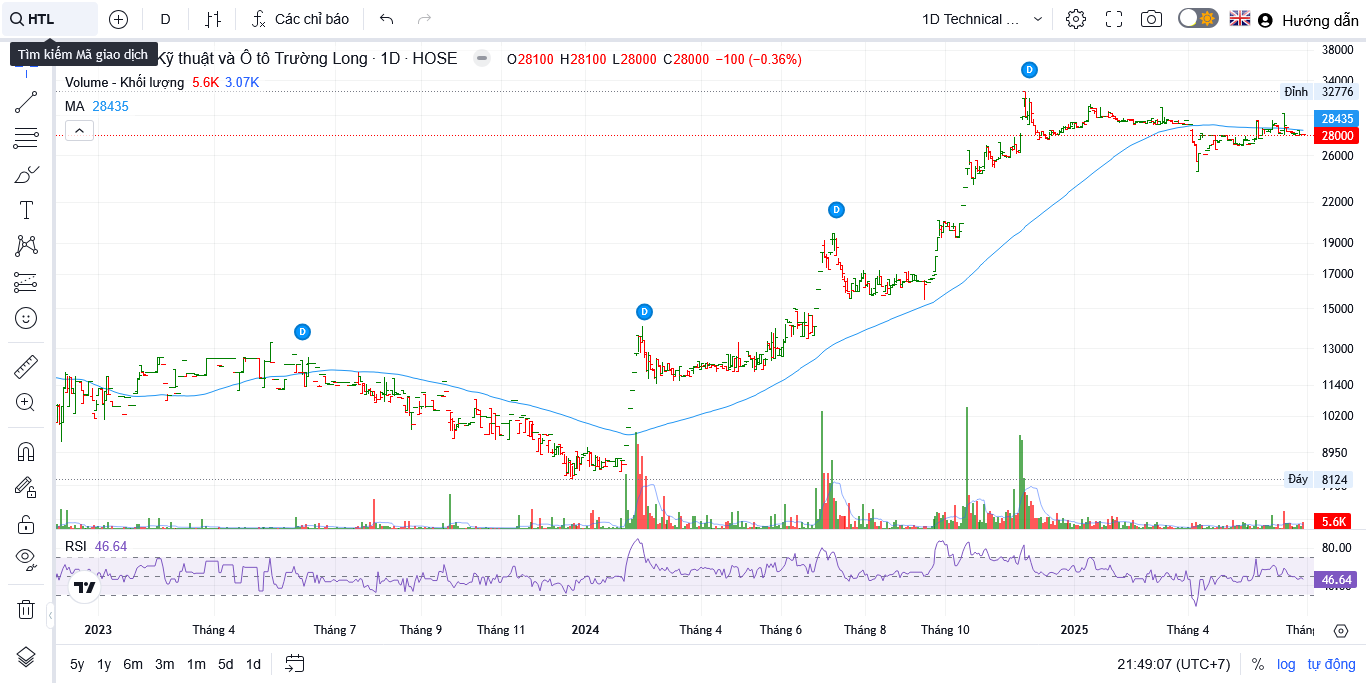 HTL
D
Các chỉ báo
1D Technical ...
Hướng dẫn
Tìm kiếm Mã giao dịch
Kỹ thuật và Ô tô Trường Long · 1D · HOSE
O28100 H28100 L28000 C28000 −100 (−0.36%)
Volume - Khối lượng 5.6K 3.07K
MA 28435
38000
34000
Đỉnh 32776
28435
28000
26000
22000
19000
17000
15000
13000
11400
10200
8950
Đáy 8124
5.6K
D
D
D
D
RSI 46.64
80.00
46.64
2023
Tháng 4
Tháng 7
Tháng 9
Tháng 11
2024
Tháng 4
Tháng 6
Tháng 8
Tháng 10
2025
Tháng 4
Thán
5y 1y 6m 3m 1m 5d 1d
21:49:07 (UTC+7)
%
log
tự động